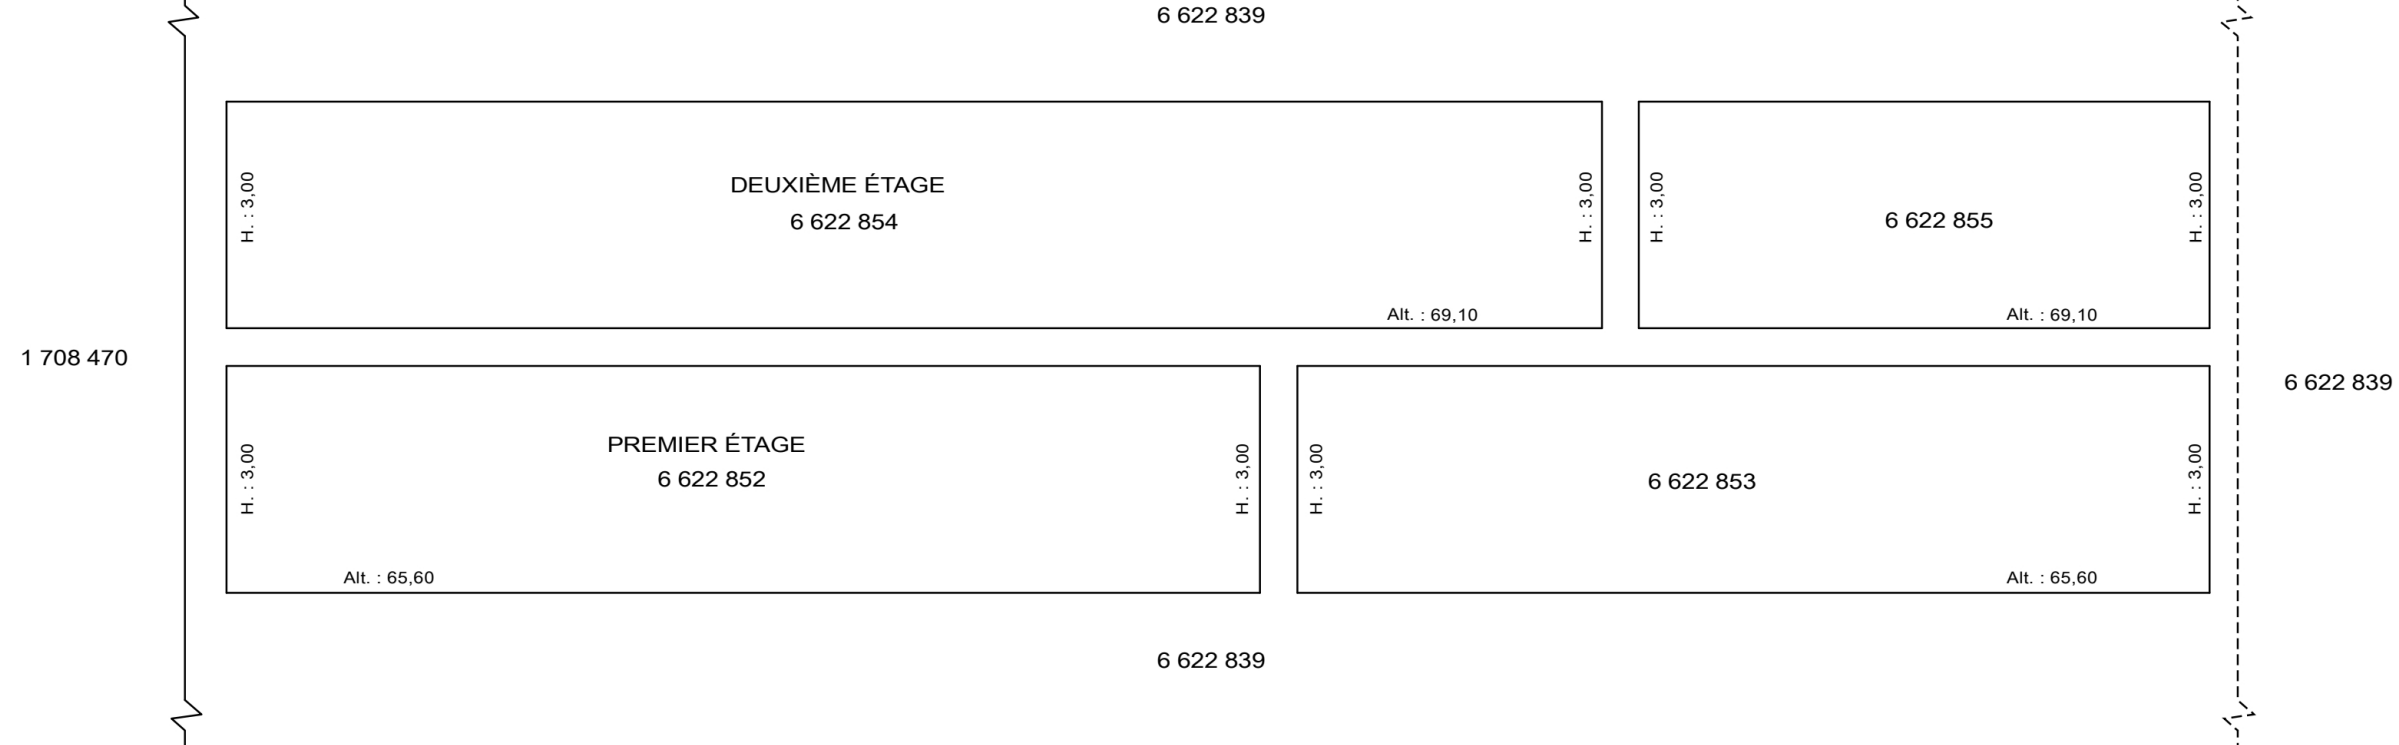 6 622 839
H. : 3,00
DEUXIÈME ÉTAGE
6 622 854
H. : 3,00
Alt. : 69,10
H. : 3,00
6 622 855
H. : 3,00
Alt. : 69,10
1 708 470
6 622 839
H. : 3,00
PREMIER ÉTAGE
6 622 852
H. : 3,00
Alt. : 65,60
H. : 3,00
6 622 853
H. : 3,00
Alt. : 65,60
6 622 839